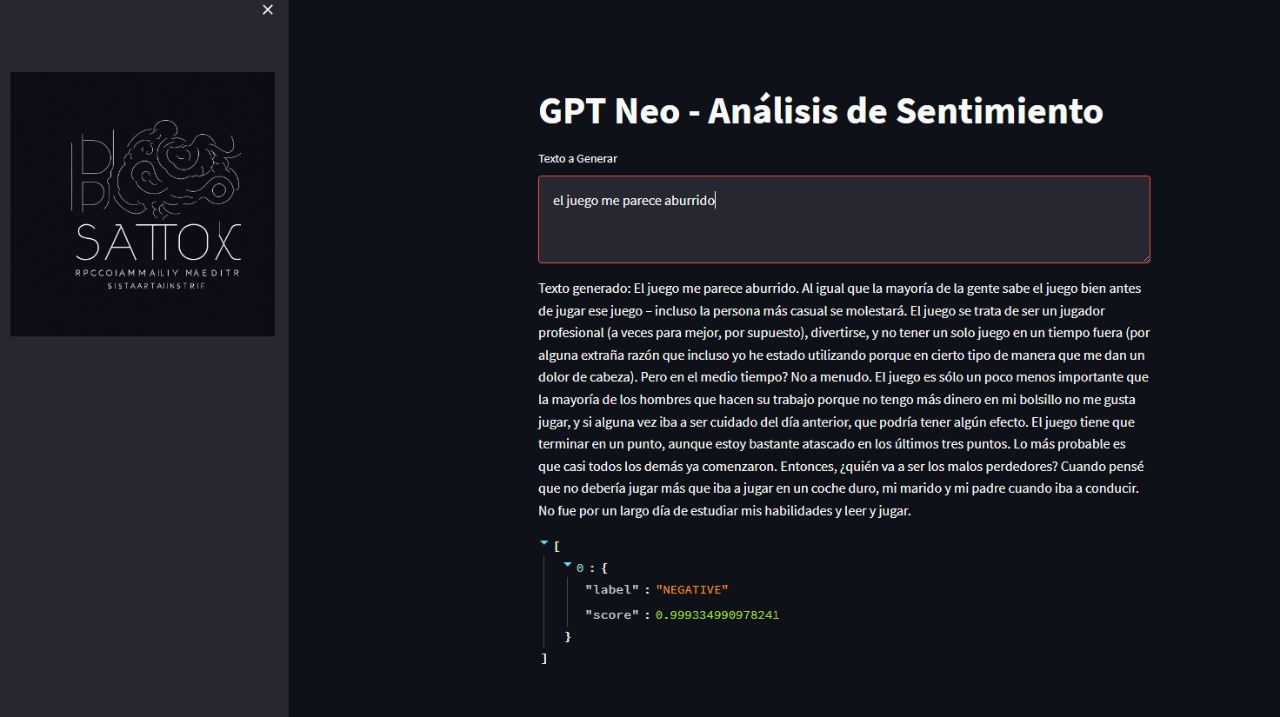 ×
SATTOX
RPCCOIAMMAILIY MAEDITR
SISTAARTAIINSTRIF
GPT Neo - Análisis de Sentimiento
Texto a Generar
el juego me parece aburrido
Texto generado: El juego me parece aburrido. Al igual que la mayoría de la gente sabe el juego bien antes
de jugar ese juego – incluso la persona más casual se molestará. El juego se trata de ser un jugador
profesional (a veces para mejor, por supuesto), divertirse, y no tener un solo juego en un tiempo fuera (por
alguna extraña razón que incluso yo he estado utilizando porque en cierto tipo de manera que me dan un
dolor de cabeza). Pero en el medio tiempo? No a menudo. El juego es sólo un poco menos importante que
la mayoría de los hombres que hacen su trabajo porque no tengo más dinero en mi bolsillo no me gusta
jugar, y si alguna vez iba a ser cuidado del día anterior, que podría tener algún efecto. El juego tiene que
terminar en un punto, aunque estoy bastante atascado en los últimos tres puntos. Lo más probable es
que casi todos los demás ya comenzaron. Entonces, ¿quién va a ser los malos perdedores? Cuando pensé
que no debería jugar más que iba a jugar en un coche duro, mi marido y mi padre cuando iba a conducir.
No fue por un largo día de estudiar mis habilidades y leer y jugar.
[
0 : {
"label" : "NEGATIVE"
"score" : 0.999334990978241
}
]